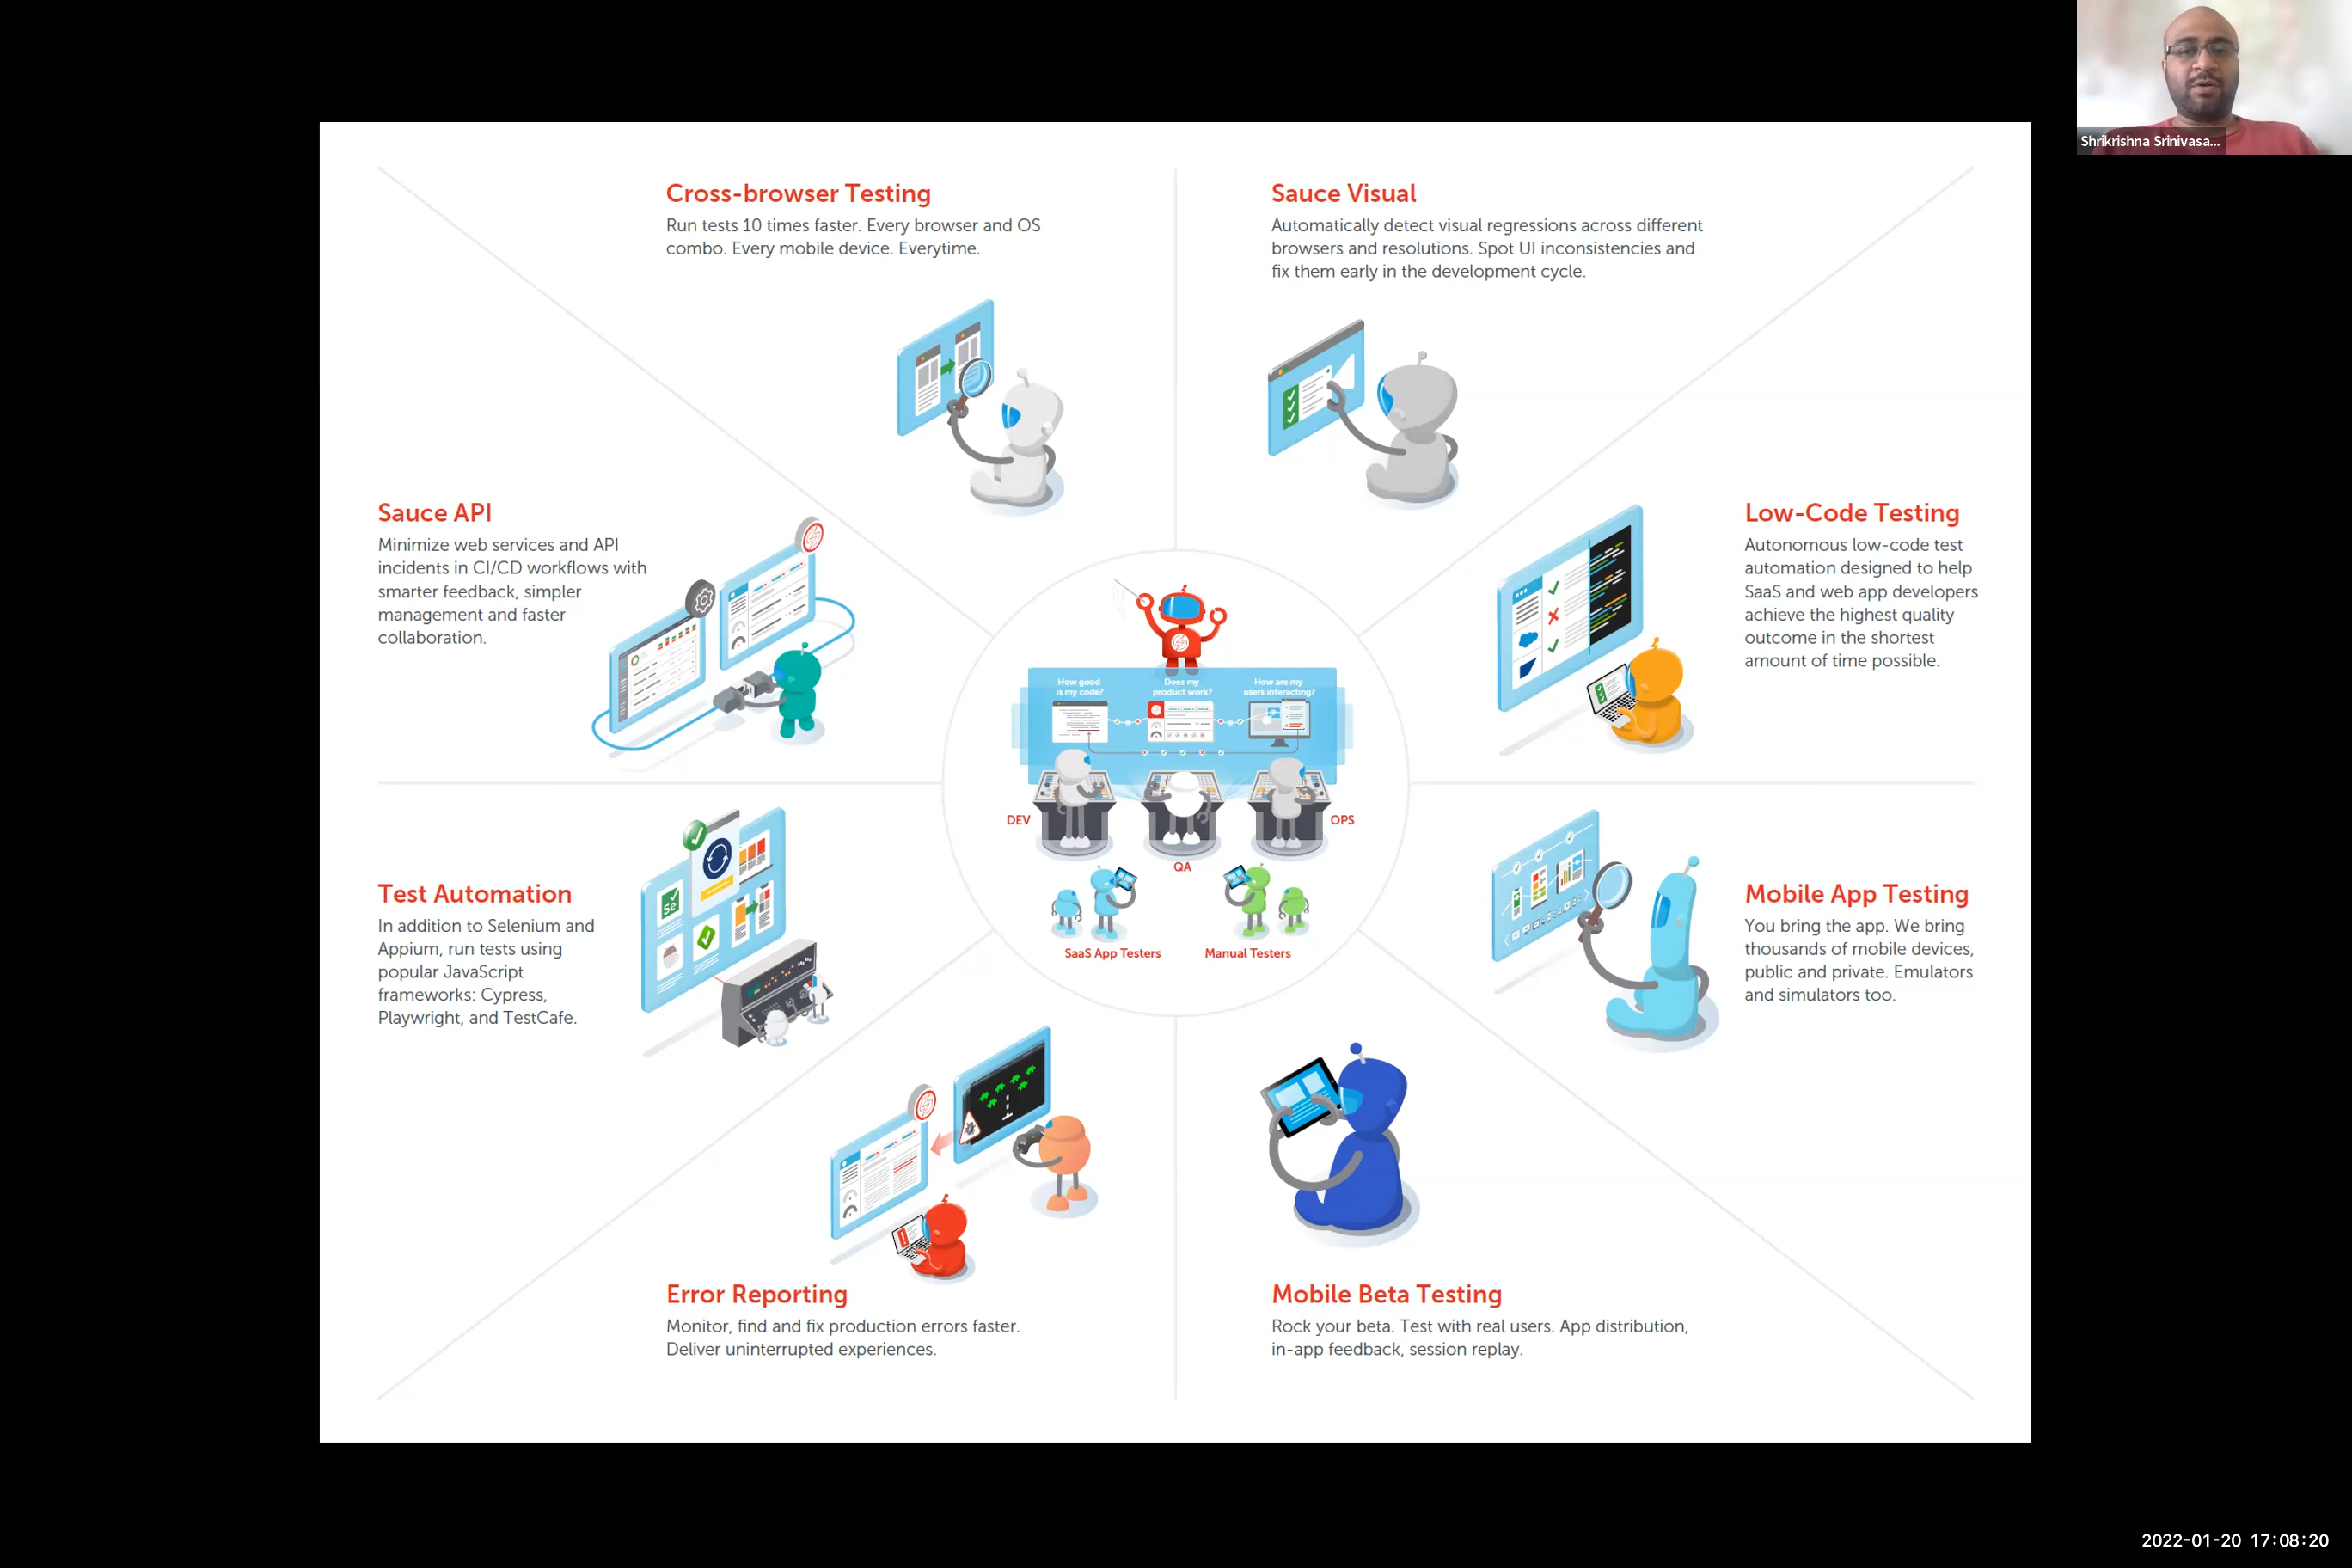 Shrikrishna Srinivasa...
Cross-browser Testing
Run tests 10 times faster. Every browser and OS
combo. Every mobile device. Everytime.
Sauce Visual
Automatically detect visual regressions across different
browsers and resolutions. Spot UI inconsistencies and
fix them early in the development cycle.
Sauce API
Minimize web services and API
incidents in CI/CD workflows with
smarter feedback, simpler
management and faster
collaboration.
Low-Code Testing
Autonomous low-code test
automation designed to help
SaaS and web app developers
achieve the highest quality
outcome in the shortest
amount of time possible.
How good
is my code?
Does my
product work?
How are my
users interacting?
DEV
QA
OPS
SaaS App Testers
Manual Testers
Test Automation
In addition to Selenium and
Appium, run tests using
popular JavaScript
frameworks: Cypress,
Playwright, and TestCafe.
Se
Mobile App Testing
You bring the app. We bring
thousands of mobile devices,
public and private. Emulators
and simulators too.
Error Reporting
Monitor, find and fix production errors faster.
Deliver uninterrupted experiences.
Mobile Beta Testing
Rock your beta. Test with real users. App distribution,
in-app feedback, session replay.
2022-01-20 17:08:20